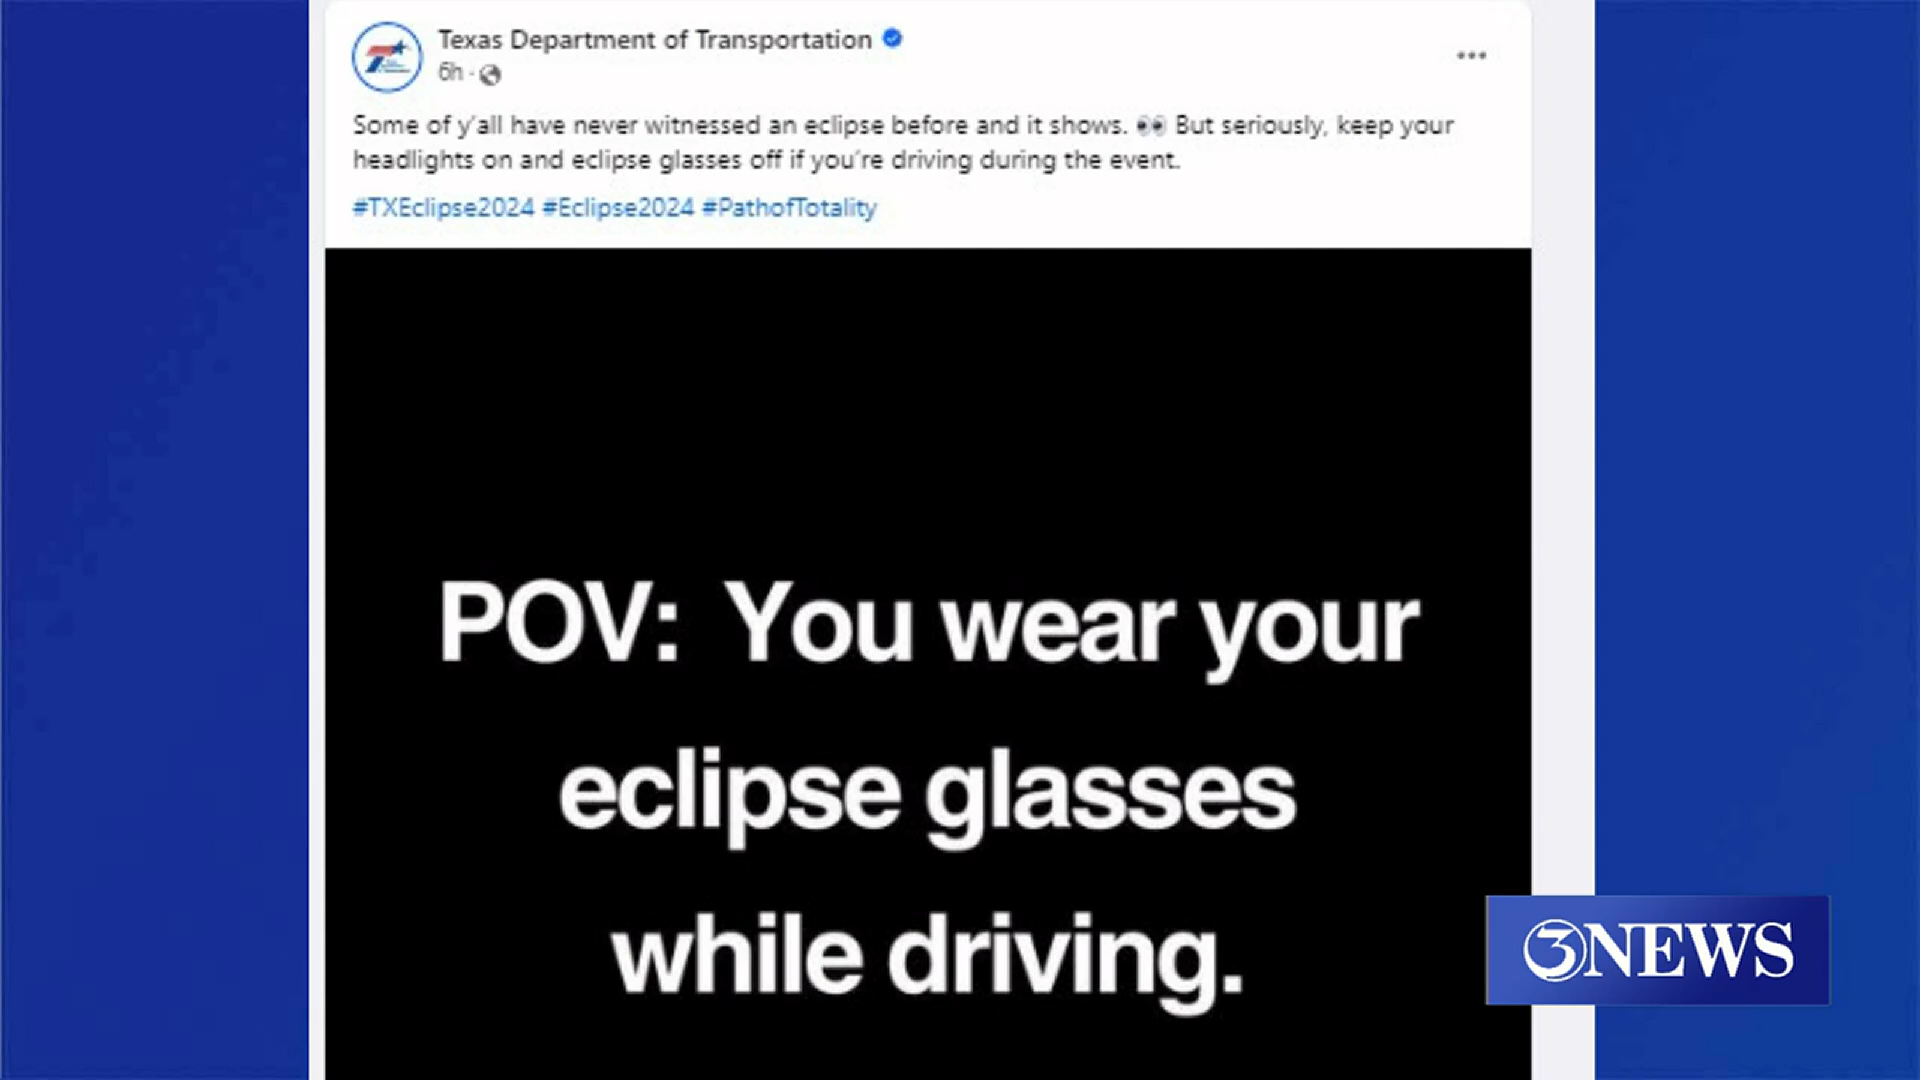 Texas Department of Transportation
6h ·
Some of y'all have never witnessed an eclipse before and it shows. 👀 But seriously, keep your
headlights on and eclipse glasses off if you're driving during the event.
#TXEclipse2024 #Eclipse2024 #PathofTotality
POV: You wear your
eclipse glasses
while driving.
3NEWS